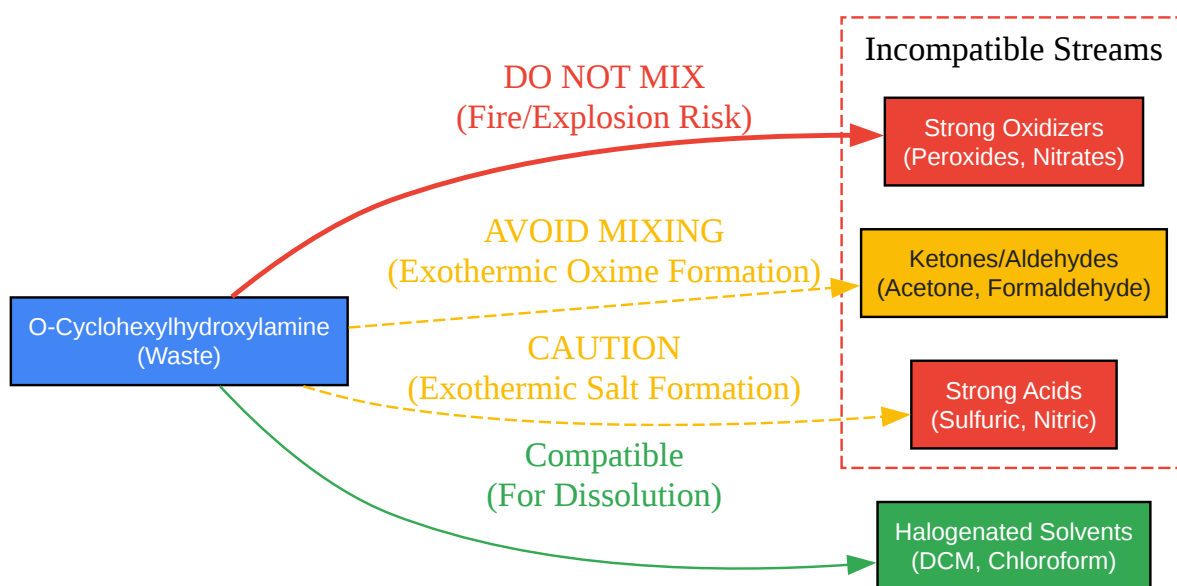 Incompatible Streams
DO NOT MIX
(Fire/Explosion Risk)
Strong Oxidizers
(Peroxides, Nitrates)
AVOID MIXING
(Exothermic Oxime Formation)
Ketones/Aldehydes
(Acetone, Formaldehyde)
O-Cyclohexylhydroxylamine
(Waste)
CAUTION
(Exothermic Salt Formation)
Strong Acids
(Sulfuric, Nitric)
Compatible
(For Dissolution)
Halogenated Solvents
(DCM, Chloroform)